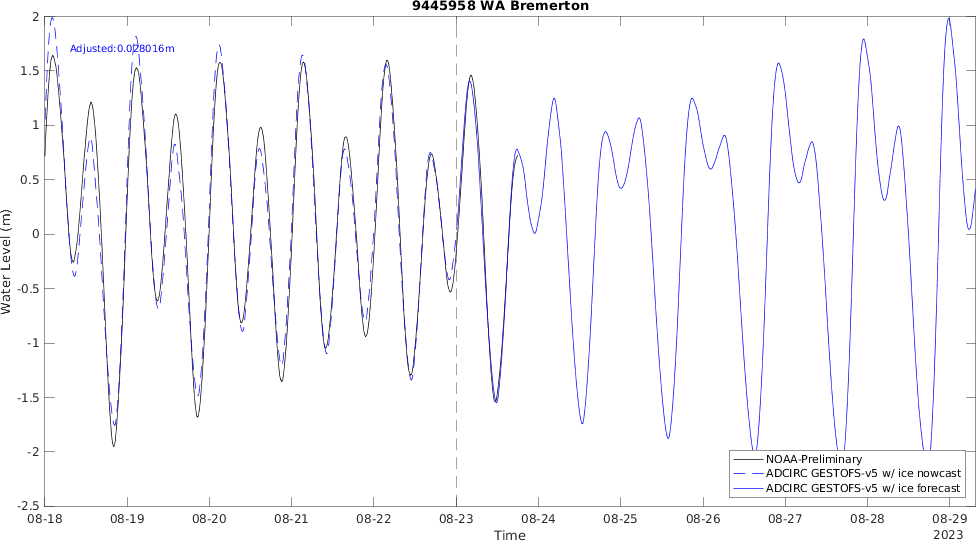 9445958 WA Bremerton
Adjusted:0.028016m
Water Level (m)
2
1.5
1
0.5
0
-0.5
-1
-1.5
-2
-2.5
NOAA-Preliminary
ADCIRC GESTOFS-v5 w/ ice nowcast
ADCIRC GESTOFS-v5 w/ ice forecast
08-18 08-19 08-20 08-21 08-22 08-23 08-24 08-25 08-26 08-27 08-28 08-29
2023
Time